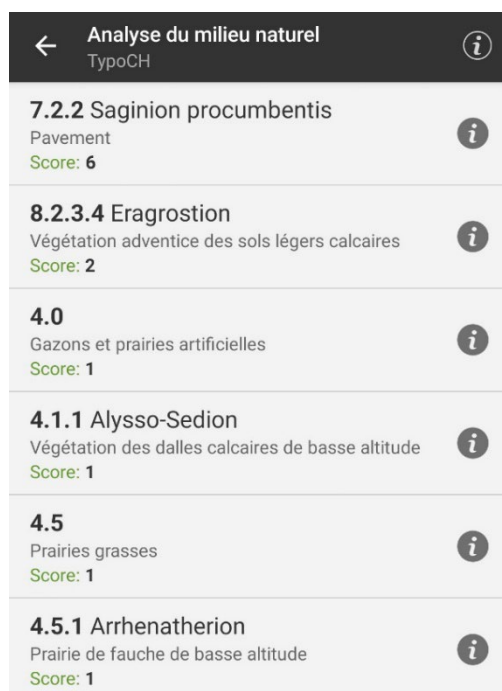 Analyse du milieu naturel
TypoCH
7.2.2 Saginion procumbentis
Pavement
Score: 6
8.2.3.4 Eragrostion
Végétation adventice des sols légers calcaires
Score: 2
4.0
Gazons et prairies artificielles
Score: 1
4.1.1 Alysso-Sedion
Végétation des dalles calcaires de basse altitude
Score: 1
4.5
Prairies grasses
Score: 1
4.5.1 Arrhenatherion
Prairie de fauche de basse altitude
Score: 1